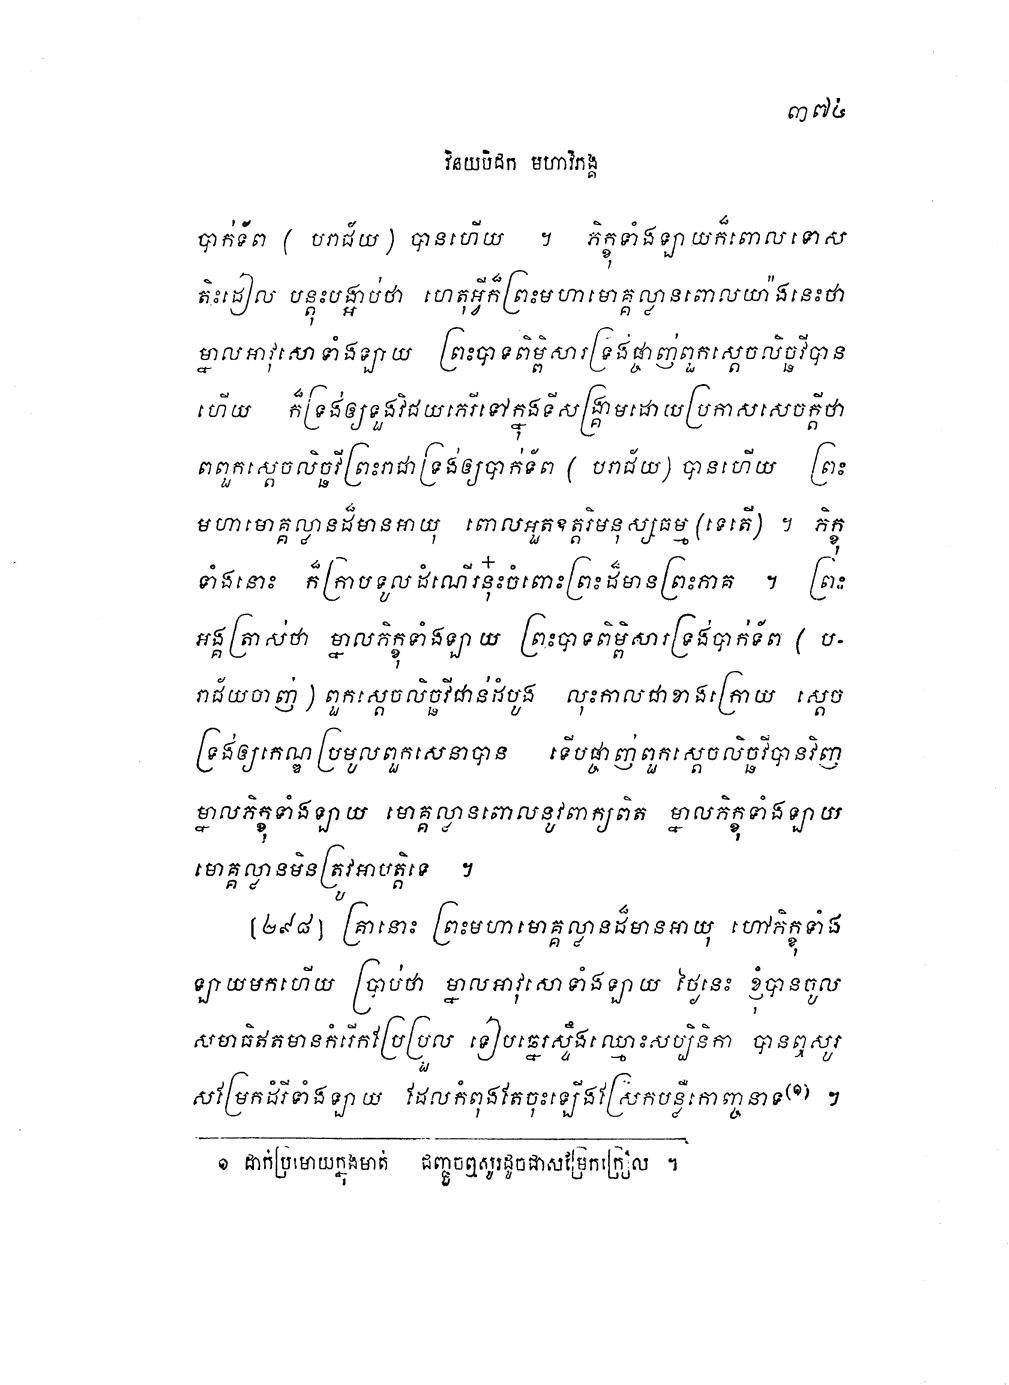 ៣៧៤
វិនយបិដក មហាវិភង្គ
បាក់ទ័ព ( បរាជ័យ ) បានហើយ ។ ភិក្ខុទាំងឡាយក៏ពោលទោស
តិះដៀល បន្តុះបង្អាប់ថា ហេតុអ្វីក៏ព្រះមហាមោគ្គល្លានពោលយ៉ាងនេះថា
ម្នាលអាវុសោទាំងឡាយ ព្រះបាទពិម្ពិសារទ្រង់ផ្ចាញ់ពួកស្តេចលិច្ឆវីបាន
ហើយ ក៏ទ្រង់ឲ្យទួងវិជយភេរីទៅក្នុងទីសង្គ្រាមដោយប្រកាសសេចក្តីថា
ពពួកស្តេចលិច្ឆវីព្រះរាជាទ្រង់ឲ្យបាក់ទ័ព ( បរាជ័យ ) បានហើយ ព្រះ
មហាមោគ្គល្លានដ៏មានអាយុ ពោលអួតឧត្តរិមនុស្សធម្ម (ទេតើ) ។ ភិក្ខុ
ទាំងនោះ ក៏ក្រាបទូលដំណើរនុ៎ះចំពោះព្រះដ៏មានព្រះភាគ ។ ព្រះ
អង្គត្រាស់ថា ម្នាលភិក្ខុទាំងឡាយ ព្រះបាទពិម្ពិសារទ្រង់បាក់ទ័ព ( ប-
រាជ័យចាញ់ ) ពួកស្តេចលិច្ឆវីជាន់ដំបូង លុះកាលជាខាងក្រោយ ស្តេច
ទ្រង់ឲ្យកេណ្ឌប្រមូលពួកសេនាបាន ទើបផ្ចាញ់ពួកស្តេចលិច្ឆវីបានវិញ
ម្នាលភិក្ខុទាំងឡាយ មោគ្គល្លានពោលនូវពាក្យពិត ម្នាលភិក្ខុទាំងឡាយ
មោគ្គល្លានមិនត្រូវអាបត្តិទេ ។
[២៩៨] គ្រានោះ ព្រះមហាមោគ្គល្លានដ៏មានអាយុ ហៅភិក្ខុទាំង
ឡាយមកហើយ ប្រាប់ថា ម្នាលអាវុសោទាំងឡាយ ថ្ងៃនេះ ខ្ញុំបានចូល
សមាធិឥតមានកំរើកប្រែប្រួល ទៀបឆ្នេរស្ទឹងឈ្មោះសប្បិនិកា បានឮសូរ
សម្រែកដំរីទាំងឡាយ ដែលកំពុងតែចុះឡើងស្រែកបន្លឺកោញ្ចនាទ(១) ។
១ ដាក់ប្រមោយក្នុងមាត់ ដញ្ជូចឮសូរដូចជាសម្រែកក្រៀល ។